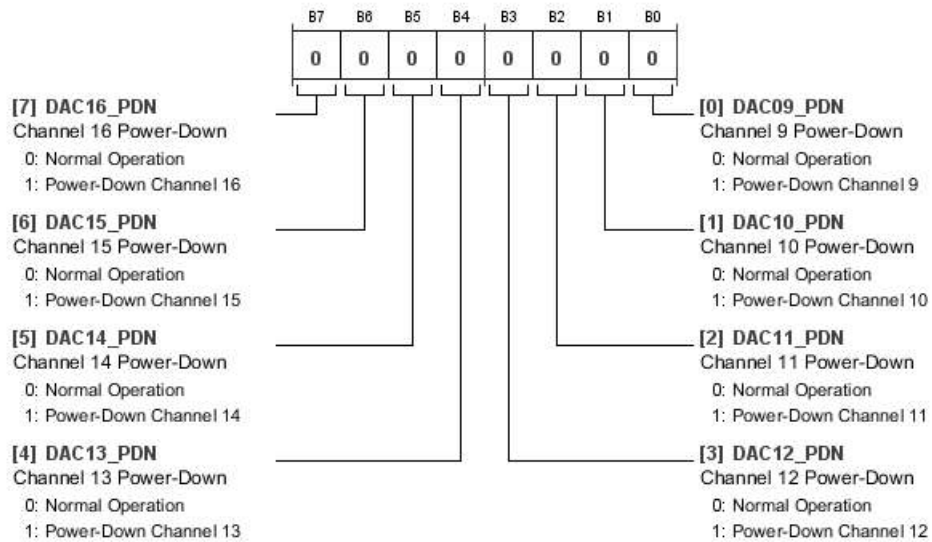 B7 B6 B5 B4 B3 B2 B1 B0
0 0 0 0 0 0 0 0
[7] DAC16_PDN
Channel 16 Power-Down
0: Normal Operation
1: Power-Down Channel 16
[6] DAC15_PDN
Channel 15 Power-Down
0: Normal Operation
1: Power-Down Channel 15
[5] DAC14_PDN
Channel 14 Power-Down
0: Normal Operation
1: Power-Down Channel 14
[4] DAC13_PDN
Channel 13 Power-Down
0: Normal Operation
1: Power-Down Channel 13
[0] DAC09_PDN
Channel 9 Power-Down
0: Normal Operation
1: Power-Down Channel 9
[1] DAC10_PDN
Channel 10 Power-Down
0: Normal Operation
1: Power-Down Channel 10
[2] DAC11_PDN
Channel 11 Power-Down
0: Normal Operation
1: Power-Down Channel 11
[3] DAC12_PDN
Channel 12 Power-Down
0: Normal Operation
1: Power-Down Channel 12